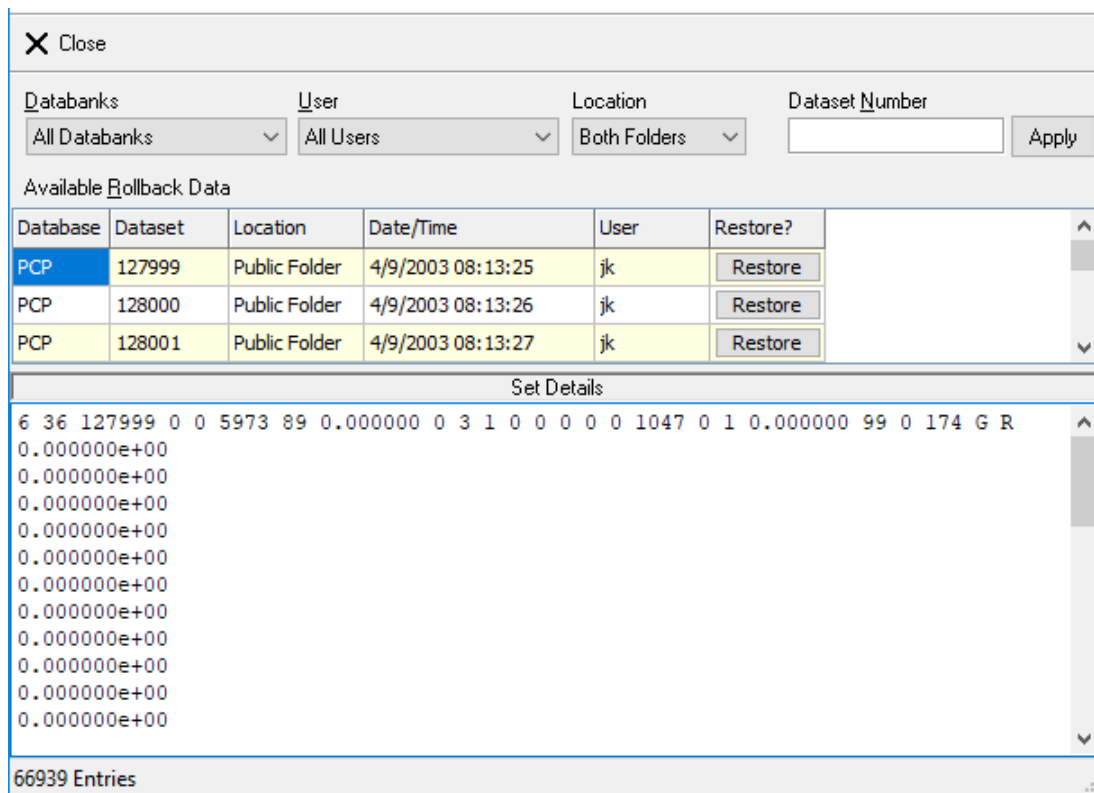 Close
Databanks User Location Dataset Number
All Databanks All Users Both Folders Apply
Available Rollback Data
Database Dataset Location Date/Time User Restore?
PCP 127999 Public Folder 4/9/2003 08:13:25 jk Restore
PCP 128000 Public Folder 4/9/2003 08:13:26 jk Restore
PCP 128001 Public Folder 4/9/2003 08:13:27 jk Restore
Set Details
6 36 127999 0 0 5973 89 0.000000 0 3 1 0 0 0 0 0 1047 0 1 0.000000 99 0 174 G R
0.000000e+00
0.000000e+00
0.000000e+00
0.000000e+00
0.000000e+00
0.000000e+00
0.000000e+00
0.000000e+00
0.000000e+00
0.000000e+00
0.000000e+00
66939 Entries